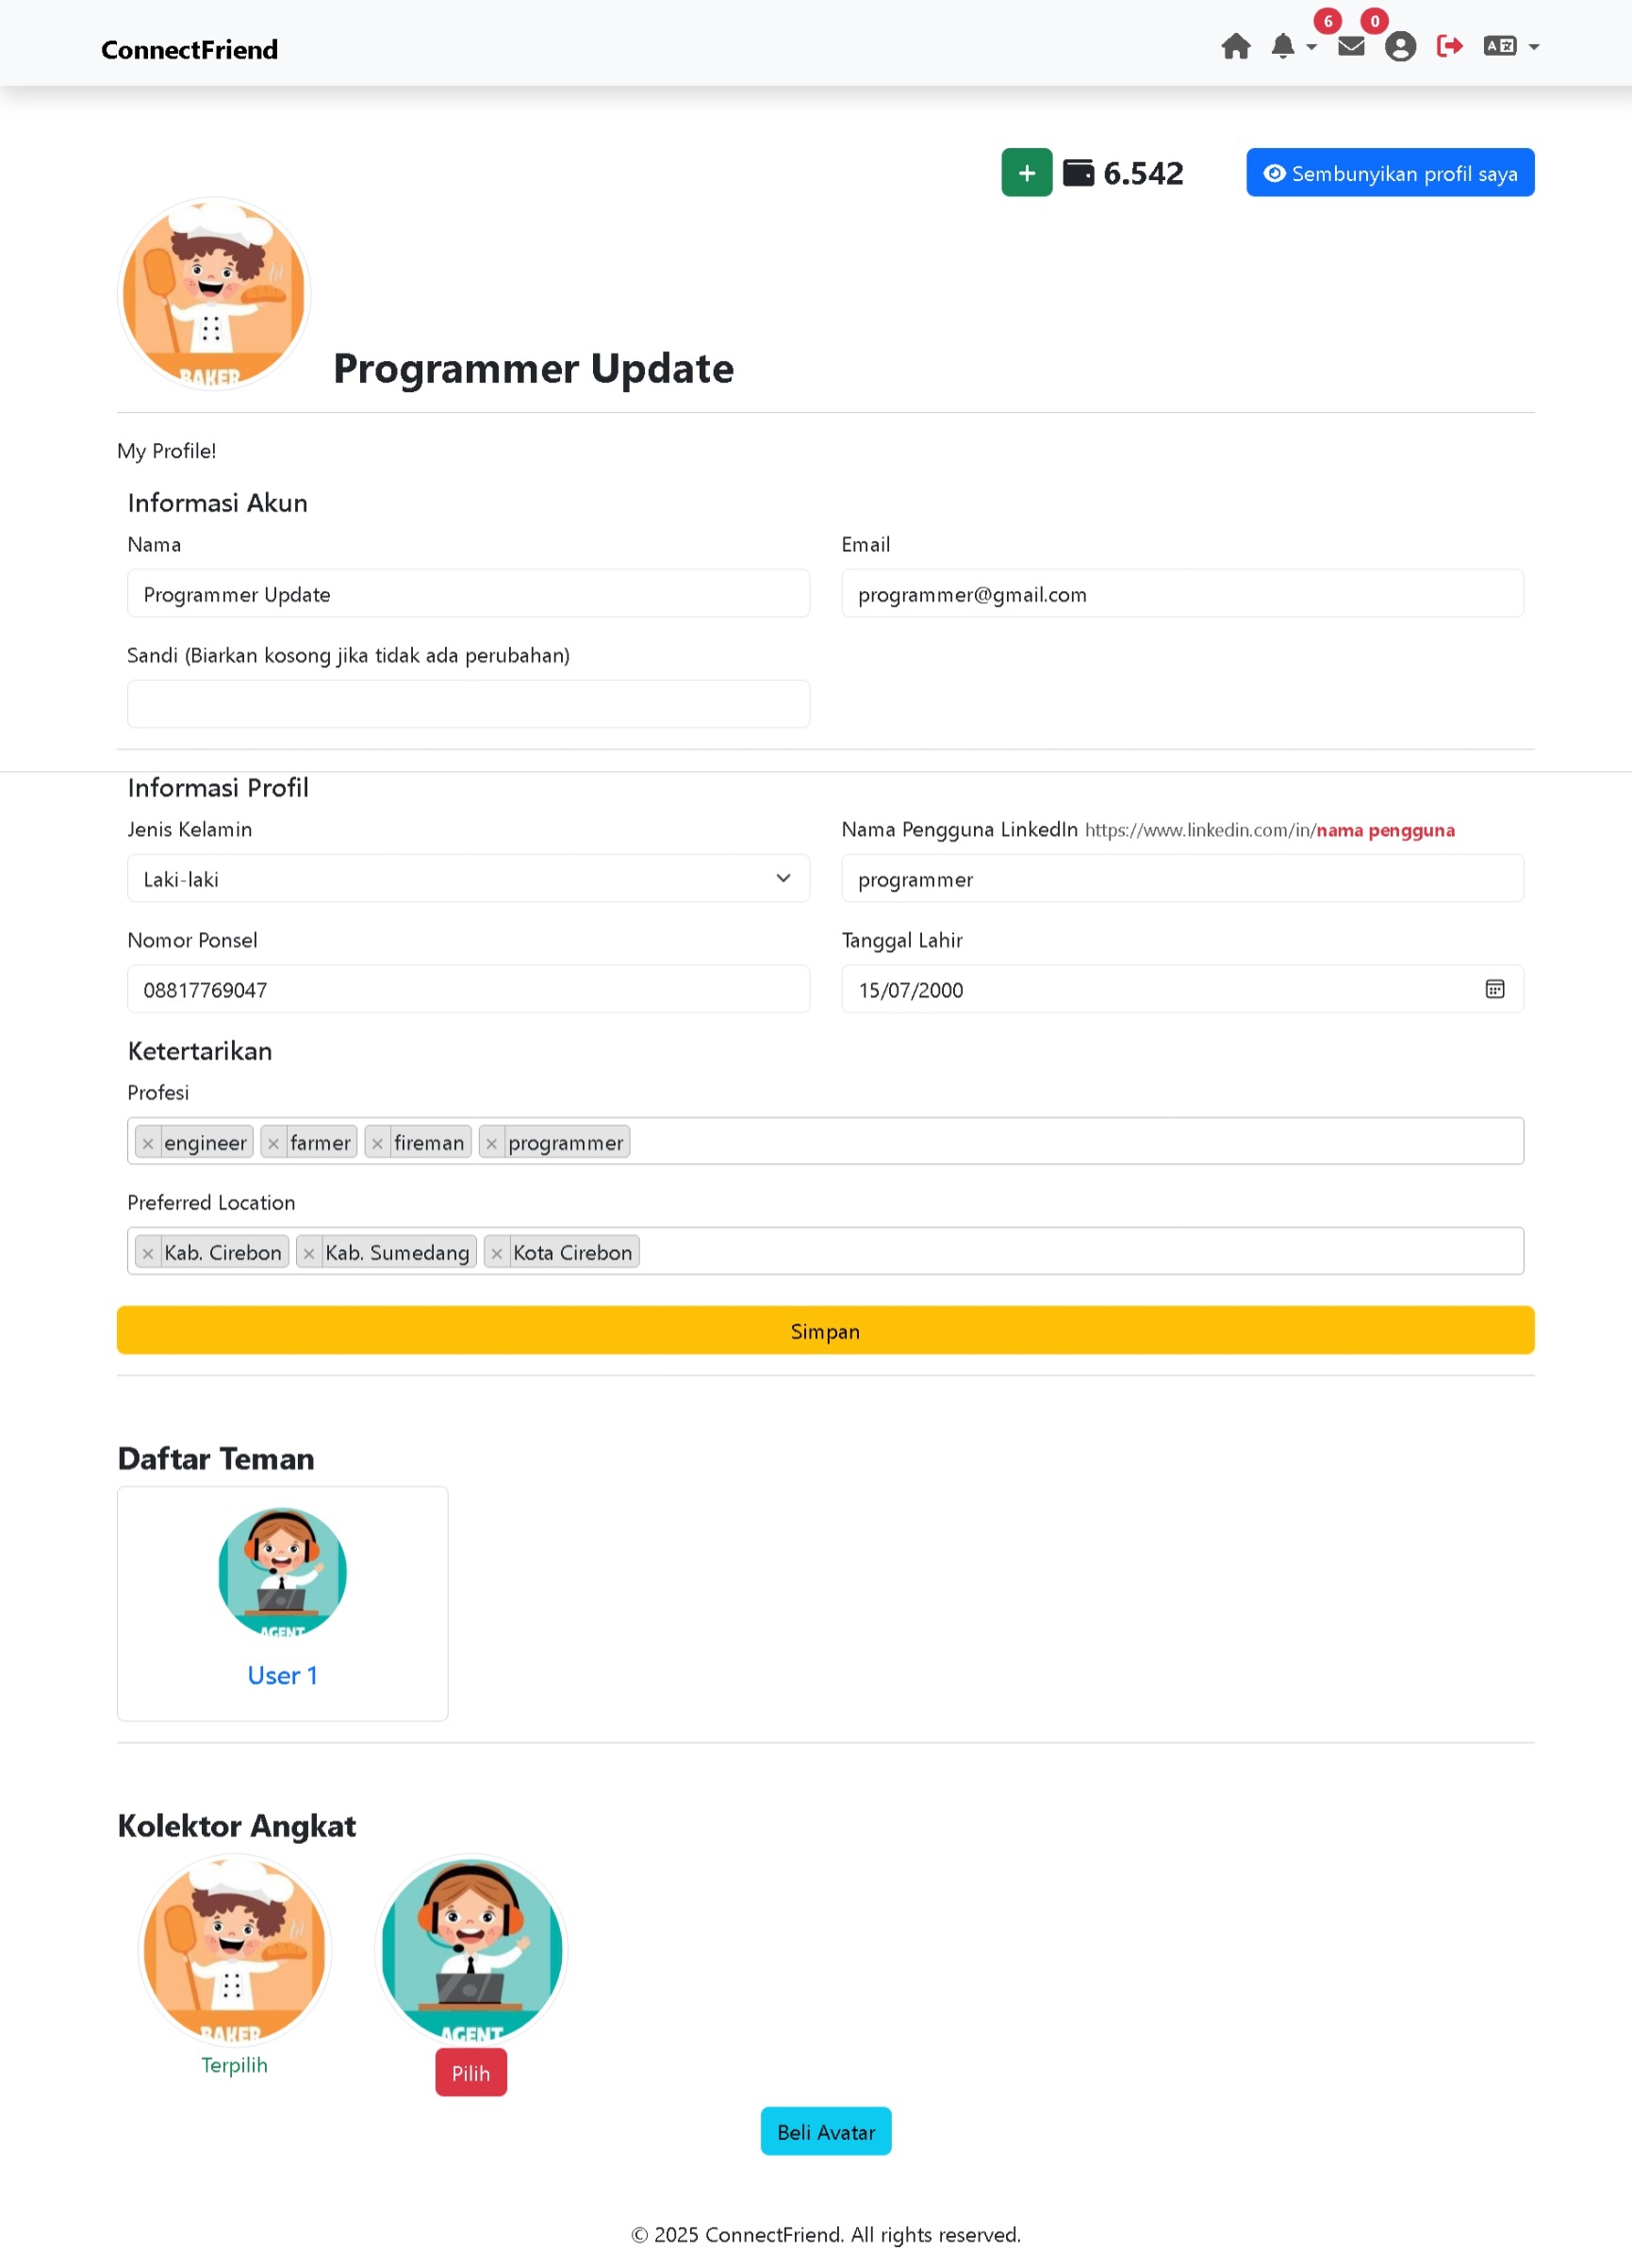 ConnectFriend
6
0
6.542
Sembunyikan profil saya
BAKER
Programmer Update
My Profile!
Informasi Akun
Nama
Email
Programmer Update
programmer@gmail.com
Sandi (Biarkan kosong jika tidak ada perubahan)
Informasi Profil
Jenis Kelamin
Nama Pengguna LinkedIn https://www.linkedin.com/in/nama pengguna
Laki-laki
programmer
Nomor Ponsel
Tanggal Lahir
08817769047
15/07/2000
Ketertarikan
Profesi
× engineer × farmer × fireman × programmer
Preferred Location
× Kab. Cirebon × Kab. Sumedang × Kota Cirebon
Simpan
Daftar Teman
AGENT
User 1
Kolektor Angkat
BAKER
AGENT
Terpilih
Pilih
Beli Avatar
© 2025 ConnectFriend. All rights reserved.